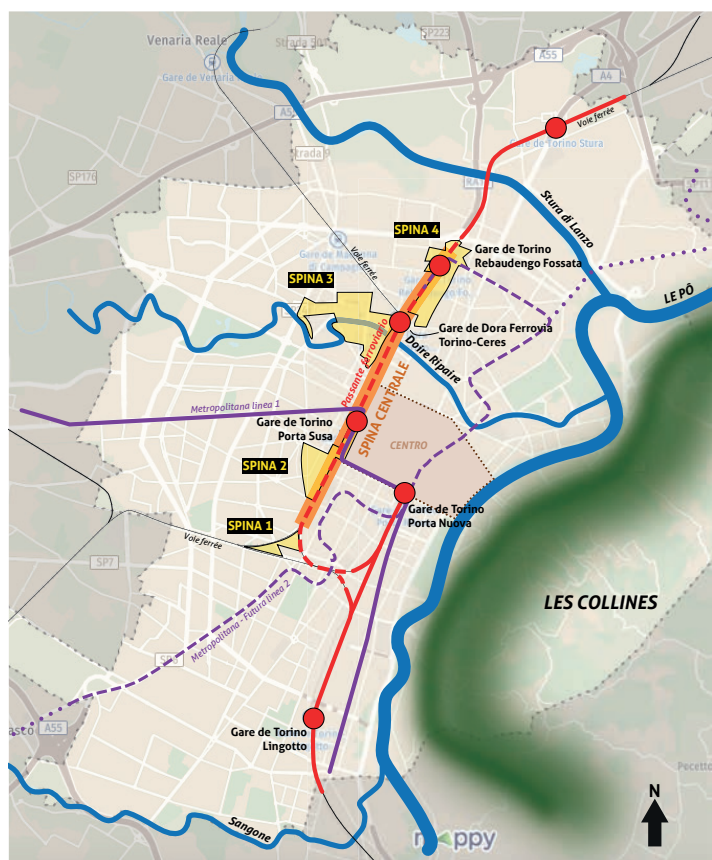 Venaria Reale
Gare de Venaria
SP223
A55
A4
Voie ferrée
Gare de Torino Stura
SP176
RA10
SP11
Stura di Lanzo
SPINA 4
Gare de Torino
Rebaudengo Fossata
Voie ferrée
SPINA 3
LE PÔ
Gare de Dora Ferrovia
Torino-Ceres
Doire Ripaire
Passante ferroviario
SPINA CENTRALE
Metropolitana linea 1
Gare de Torino
Porta Susa
CENTRO
SPINA 2
Gare de Torino
Porta Nuova
SPINA 1
Voie ferrée
SP7
LES COLLINES
Metropolitana - Futura linea 2
A55
Gare de Torino
Lingotto
Pecetto
N
Sangone
mappy